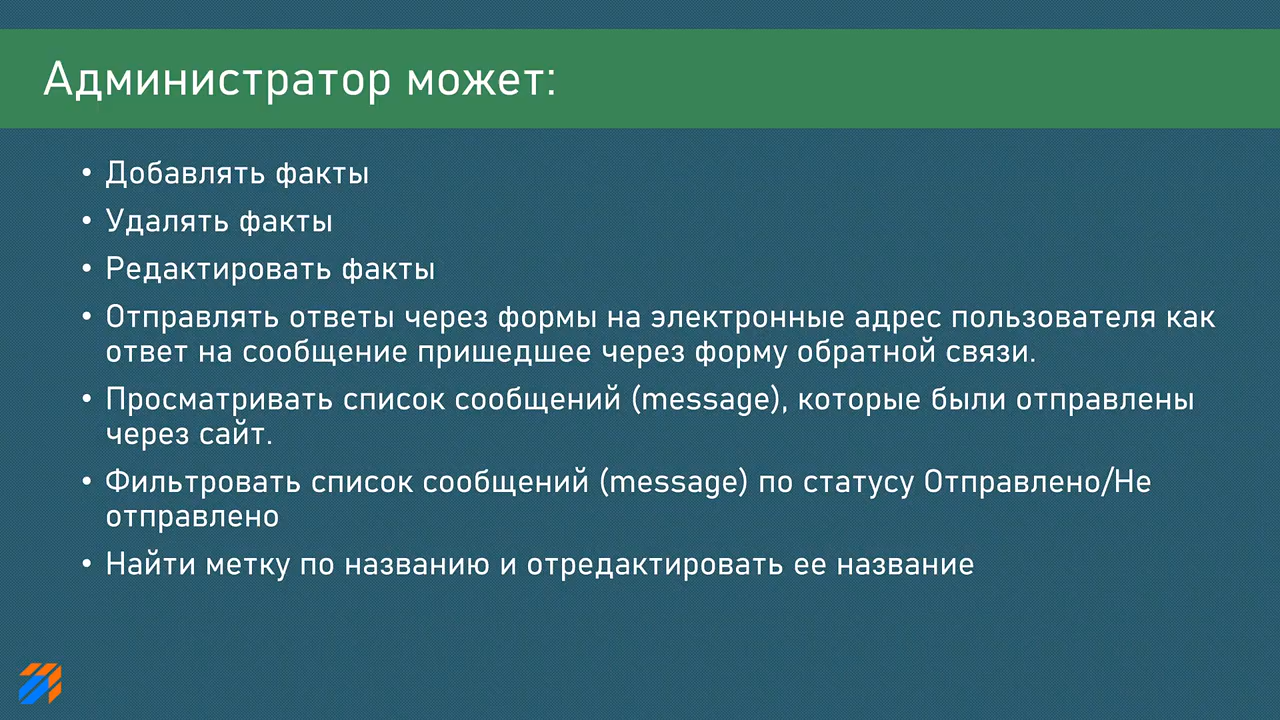 Администратор может:
• Добавлять факты
• Удалять факты
• Редактировать факты
• Отправлять ответы через формы на электронные адрес пользователя как
ответ на сообщение пришедшее через форму обратной связи.
• Просматривать список сообщений (message), которые были отправлены
через сайт.
• Фильтровать список сообщений (message) по статусу Отправлено/Не
отправлено
• Найти метку по названию и отредактировать ее название